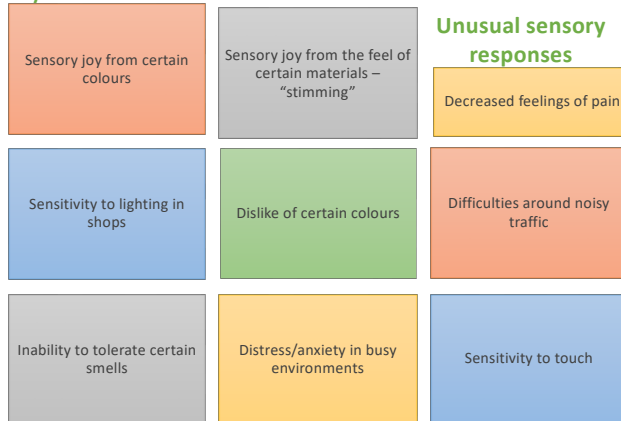 Unusual sensory
responses
Sensory joy from certain
colours
Sensory joy from the feel of
certain materials –
“stimming”
Decreased feelings of pain
Sensitivity to lighting in
shops
Dislike of certain colours
Difficulties around noisy
traffic
Inability to tolerate certain
smells
Distress/anxiety in busy
environments
Sensitivity to touch